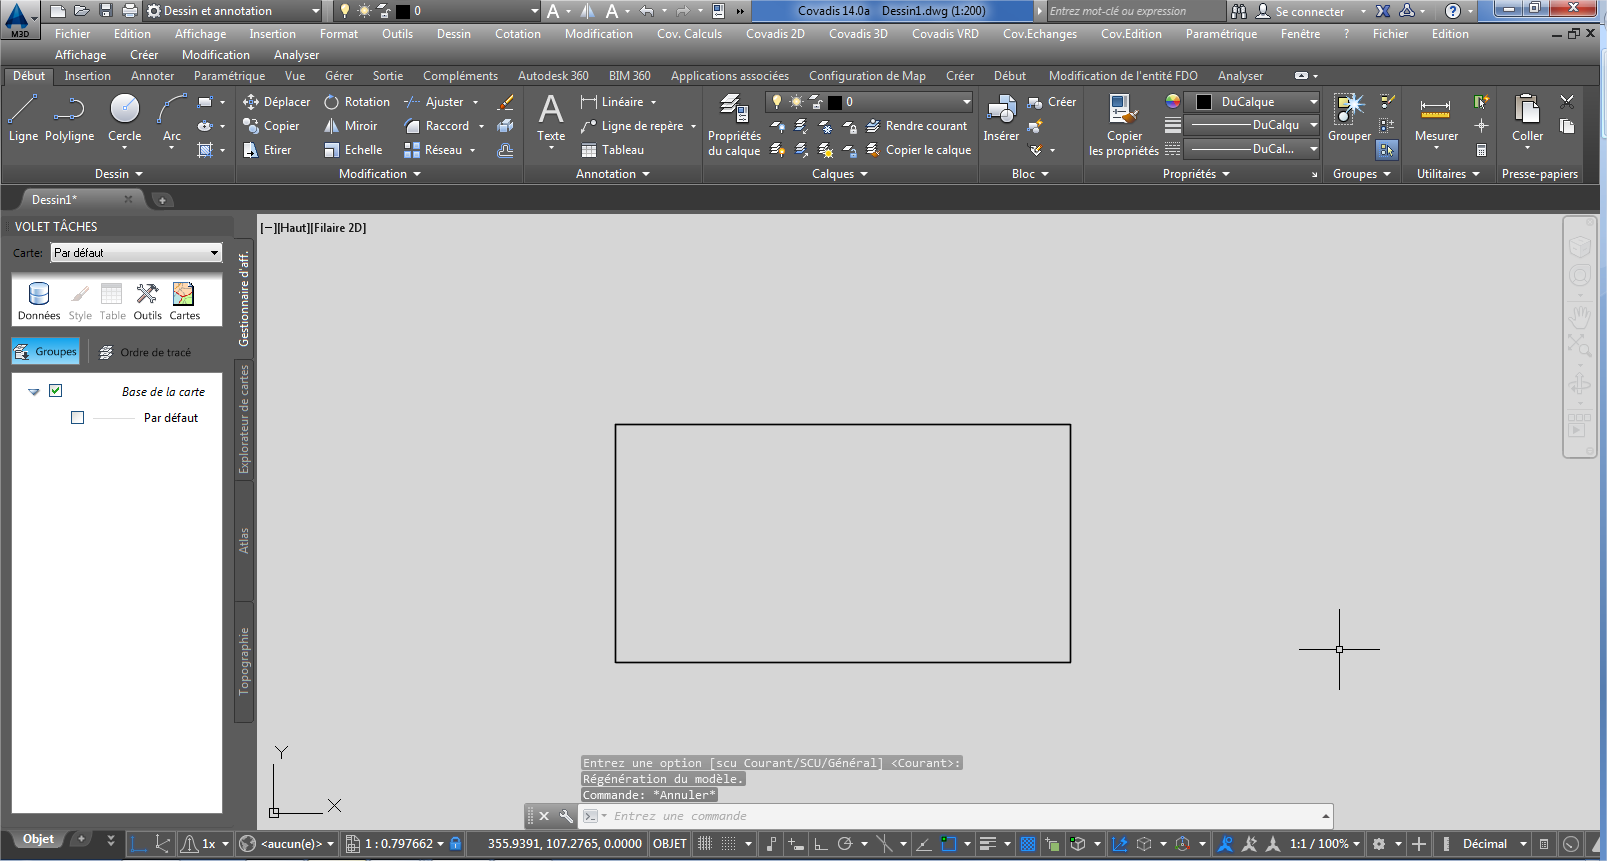 Dessin et annotation
0
A
A
Covadis 14.0a Dessin1.dwg (1:200)
Entrez mot-clé ou expression
Se connecter
M3D
Fichier Edition Affichage Insertion Format Outils Dessin Cotation Modification Cov. Calculs Covadis 2D Covadis 3D Covadis VRD Cov.Echanges Cov.Edition Paramétrique Fenêtre ? Fichier Edition
Affichage Créer Modification Analyser
Début Insertion Annoter Paramétrique Vue Gérer Sortie Compléments Autodesk 360 BIM 360 Applications associées Configuration de Map Créer Début Modification de l'entité FDO Analyser
Ligne Polyligne Cercle Arc
Dessin
Déplacer Rotation Ajuster
Copier Miroir Raccord
Etirer Echelle Réseau
Modification
A
Texte
Linéaire
Ligne de repère
Tableau
Annotation
Propriétés
du calque
0
Rendre courant
Copier le calque
Calques
Insérer
Créer
Bloc
Copier
les propriétés
DuCalque
DuCalqu
DuCal...
Propriétés
Grouper
Groupes
Mesurer
Utilitaires
Coller
Presse-papiers
Dessin1*
VOLET TÂCHES
Carte: Par défaut
Données Style Table Outils Cartes
Groupes Ordre de tracé
Base de la carte
Par défaut
Gestionnaire d'aff.
Explorateur de cartes
Atlas
Topographie
[−][Haut][Filaire 2D]
Y
X
Entrez une option [scu Courant/SCU/Général] <Courant>:
Régénération du modèle.
Commande: *Annuler*
Entrez une commande
Objet
1x
<aucun(e)>
1 : 0.797662
355.9391, 107.2765, 0.0000
OBJET
1:1 / 100%
Décimal